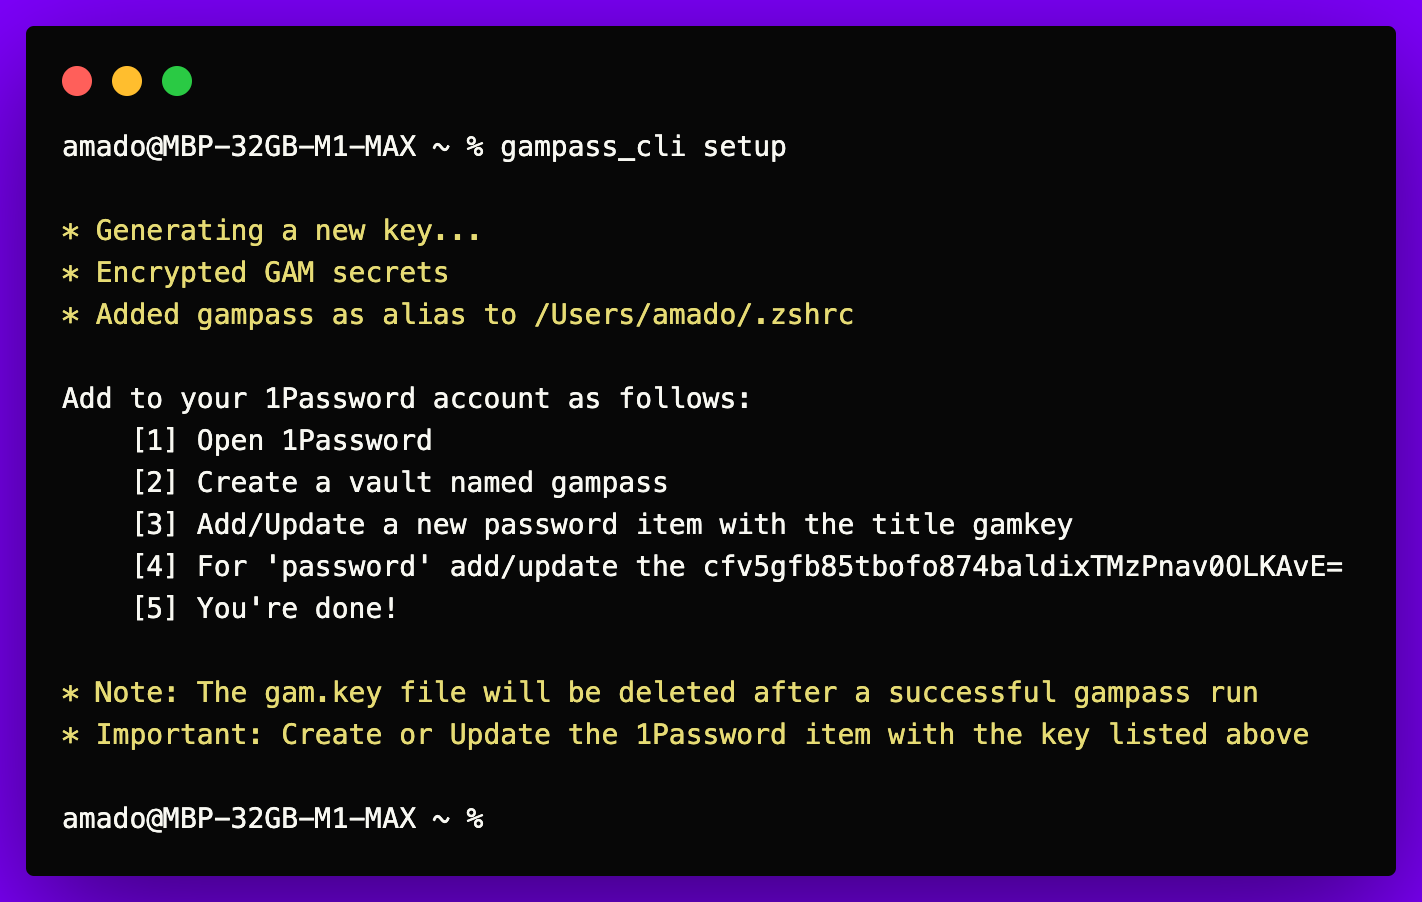 amado@MBP-32GB-M1-MAX ~ % gampass_cli setup
* Generating a new key...
* Encrypted GAM secrets
* Added gampass as alias to /Users/amado/.zshrc
Add to your 1Password account as follows:
[1] Open 1Password
[2] Create a vault named gampass
[3] Add/Update a new password item with the title gamkey
[4] For 'password' add/update the cfv5gfb85tbofo874baldixTMzPnav0OLKAvE=
[5] You're done!
* Note: The gam.key file will be deleted after a successful gampass run
* Important: Create or Update the 1Password item with the key listed above
amado@MBP-32GB-M1-MAX ~ %